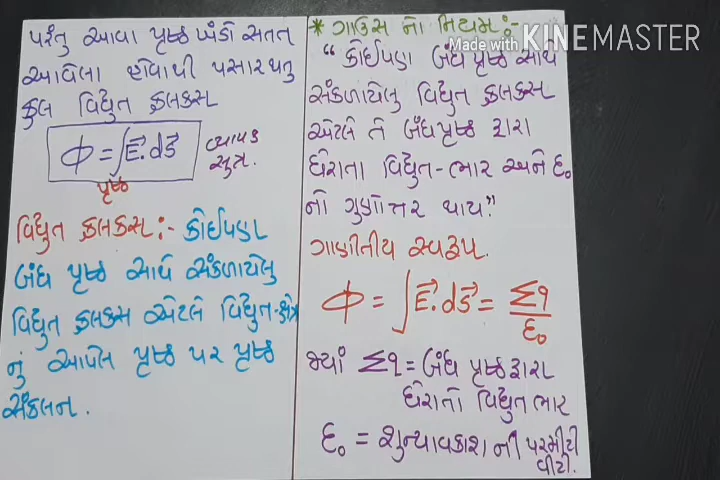 પરંતુ આવા પૃષ્ઠ ખંડો સતત
આવેલા હોવાથી પસાર થતુ
કુલ વિદ્યુત ફ્લક્સ
ϕ = ∫E⃗.dS⃗
પૃષ્ઠ
વ્યાપક
સુત્ર.
વિદ્યુત ફ્લક્સ :- કોઈપણ
બંધ પૃષ્ઠ સાથે સંકળાયેલુ
વિદ્યુત ફ્લક્સ એટલે વિદ્યુત-ક્ષેત્ર
નું આપેલ પૃષ્ઠ પર પૃષ્ઠ
સંકલન.
* ગાઉસ નો નિયમ :-
Made with KINEMASTER
“કોઈપણ બંધ પૃષ્ઠ સાથે
સંકળાયેલુ વિદ્યુત ફ્લક્સ
એટલે તે બંધપૃષ્ઠ દ્વારા
ઘેરાતા વિદ્યુત-ભાર અને ε₀
નો ગુણોત્તર થાય.”
ગાણીતીય સ્વરૂપ.
ϕ = ∫E⃗.dS⃗ = Σq/ε₀
જ્યાં Σq = બંધ પૃષ્ઠ દ્વારા
ઘેરાતો વિદ્યુત ભાર
ε₀ = શુન્યાવકાશ ની પરમીટી
વીટી.